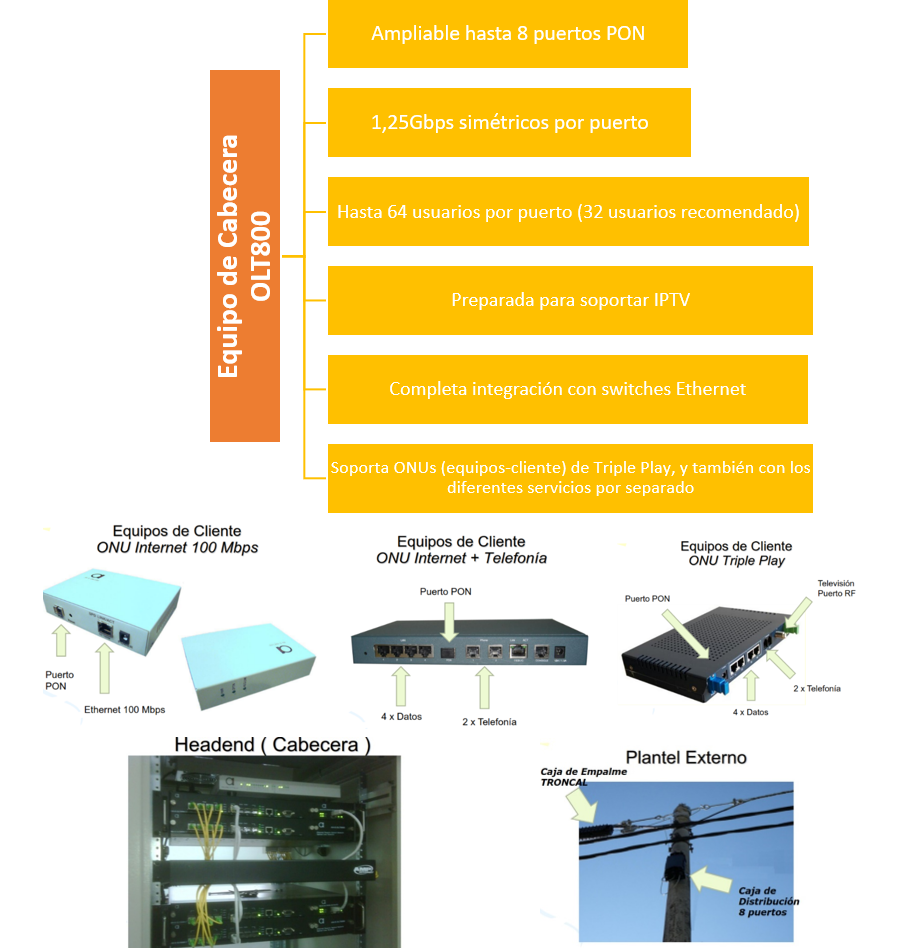 Equipo de Cabecera
OLT800
Ampliable hasta 8 puertos PON
1,25Gbps simétricos por puerto
Hasta 64 usuarios por puerto (32 usuarios recomendado)
Preparada para soportar IPTV
Completa integración con switches Ethernet
Soporta ONUs (equipos-cliente) de Triple Play, y también con los
diferentes servicios por separado
Equipos de Cliente
ONU Internet 100 Mbps
Puerto
PON
Ethernet 100 Mbps
Equipos de Cliente
ONU Internet + Telefonía
Puerto PON
4 x Datos
2 x Telefonía
Equipos de Cliente
ONU Triple Play
Puerto PON
Televisión
Puerto RF
2 x Telefonía
4 x Datos
Headend ( Cabecera )
Plantel Externo
Caja de Empalme
TRONCAL
Caja de
Distribución
8 puertos